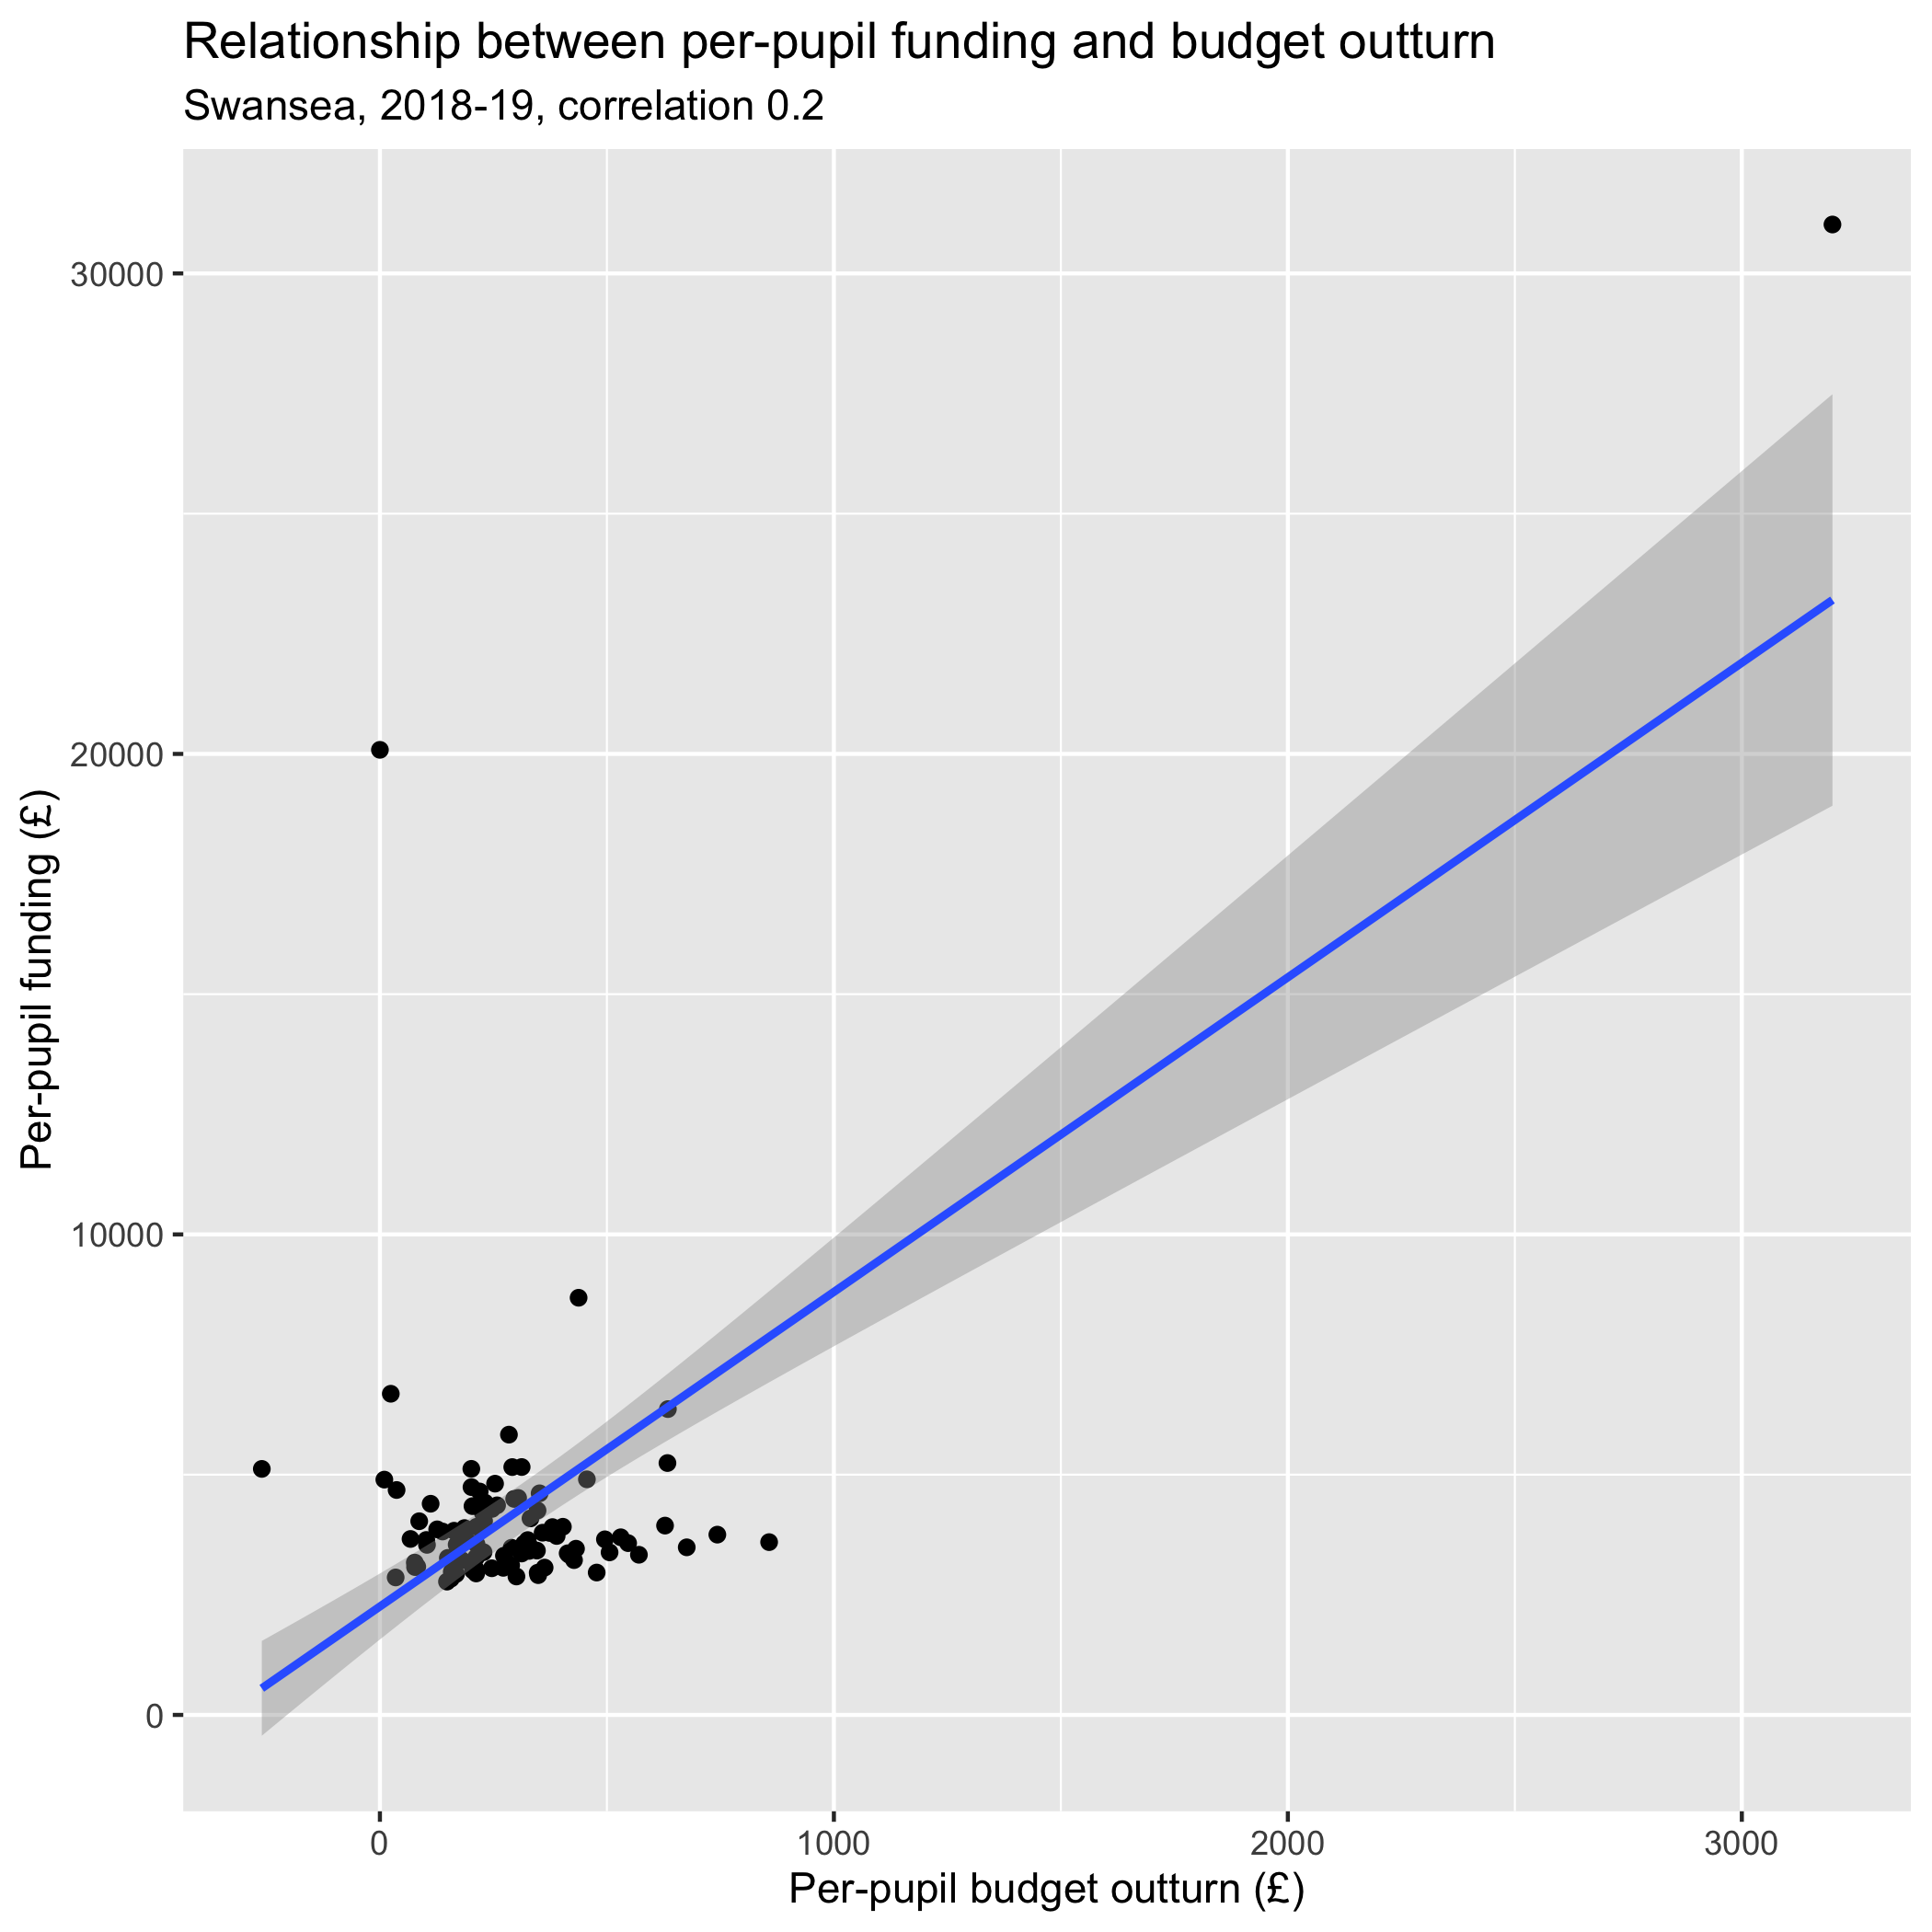 Relationship between per-pupil funding and budget outturn
Swansea, 2018-19, correlation 0.2
30000
20000
10000
0
Per-pupil funding (£)
0 1000 2000 3000
Per-pupil budget outturn (£)